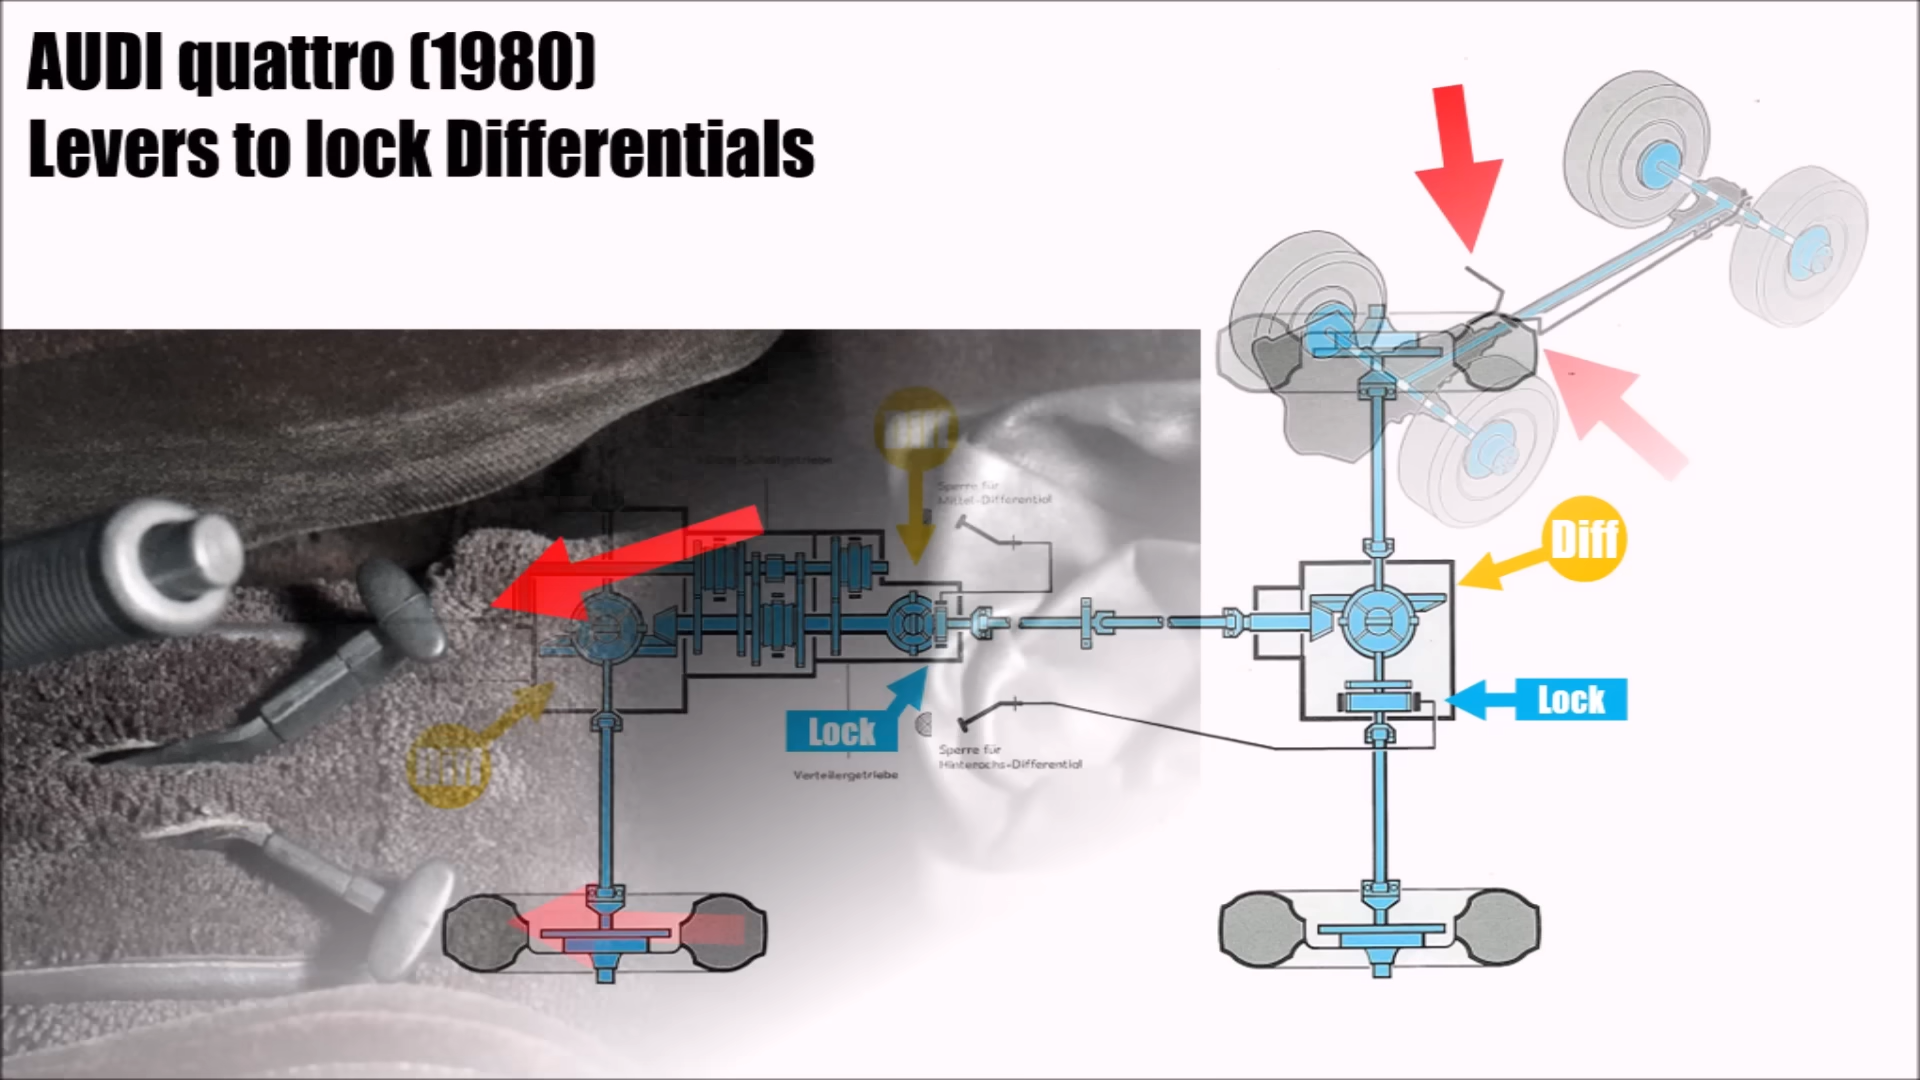 AUDI quattro (1980)
Levers to lock Differentials
Diff
Sperre für
Mittel-Differential
Diff
Lock
Lock
Sperre für
Hinterachs-Differential
Verteilergetriebe
Diff